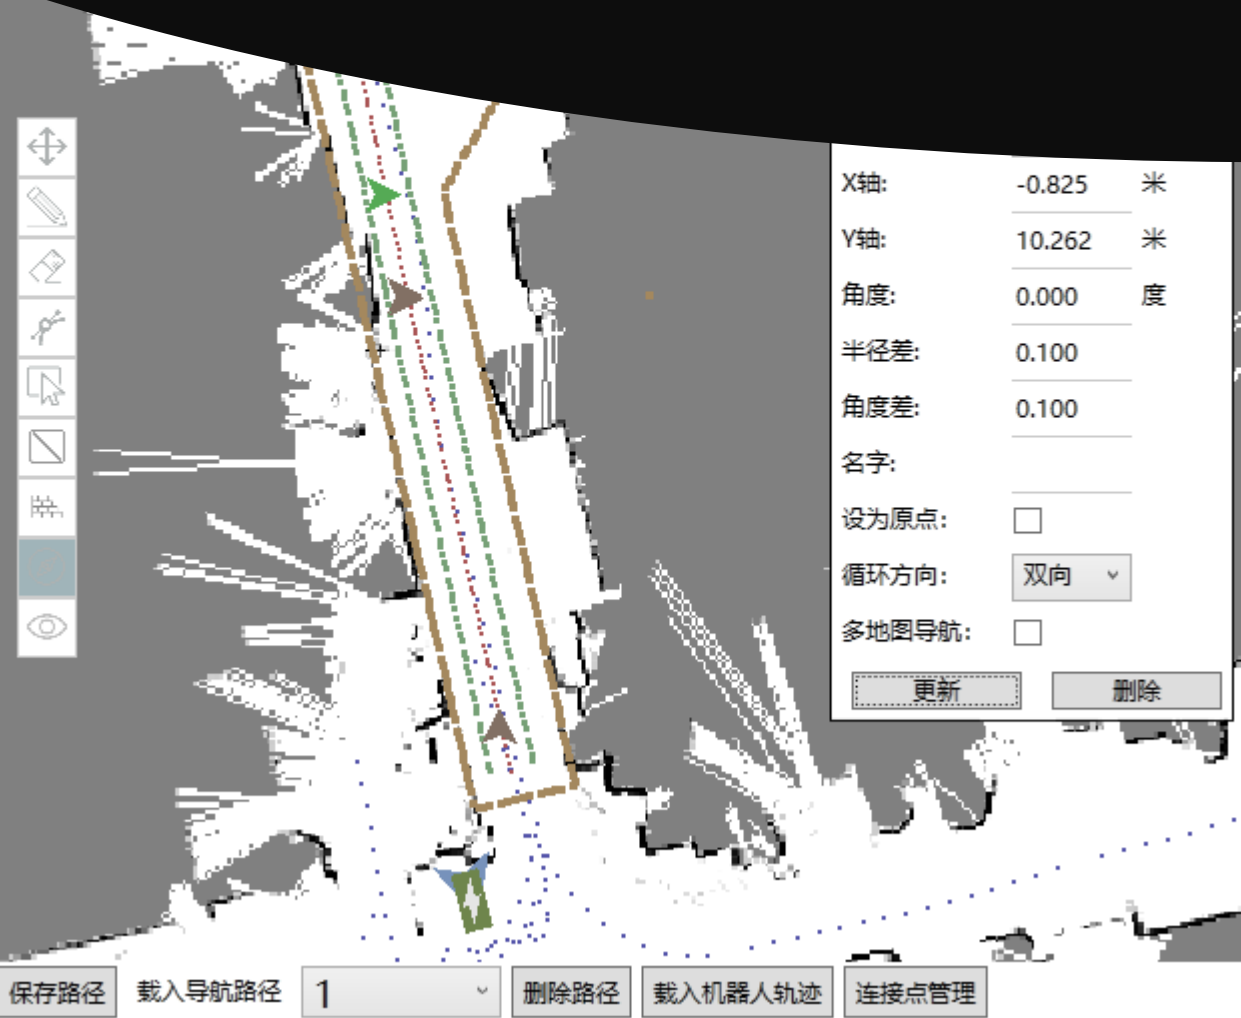 X轴: -0.825 米
Y轴: 10.262 米
角度: 0.000 度
半径差: 0.100
角度差: 0.100
名字:
设为原点:
循环方向: 双向
多地图导航:
更新 删除
保存路径 载入导航路径 1 删除路径 载入机器人轨迹 连接点管理